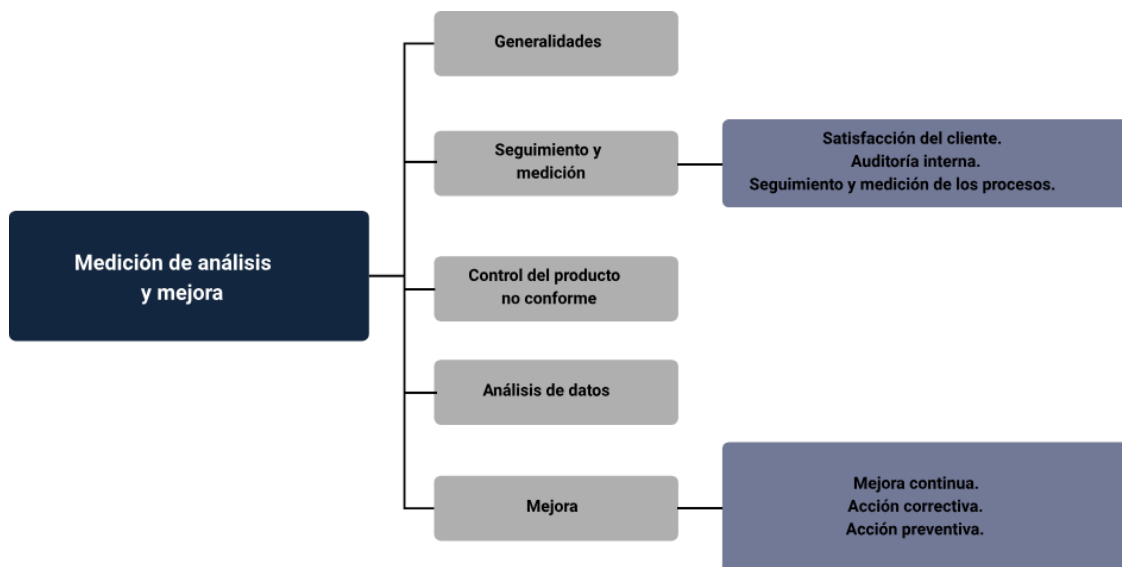 Generalidades
Seguimiento y
medición
Satisfacción del cliente.
Auditoría interna.
Seguimiento y medición de los procesos.
Medición de análisis
y mejora
Control del producto
no conforme
Análisis de datos
Mejora
Mejora continua.
Acción correctiva.
Acción preventiva.